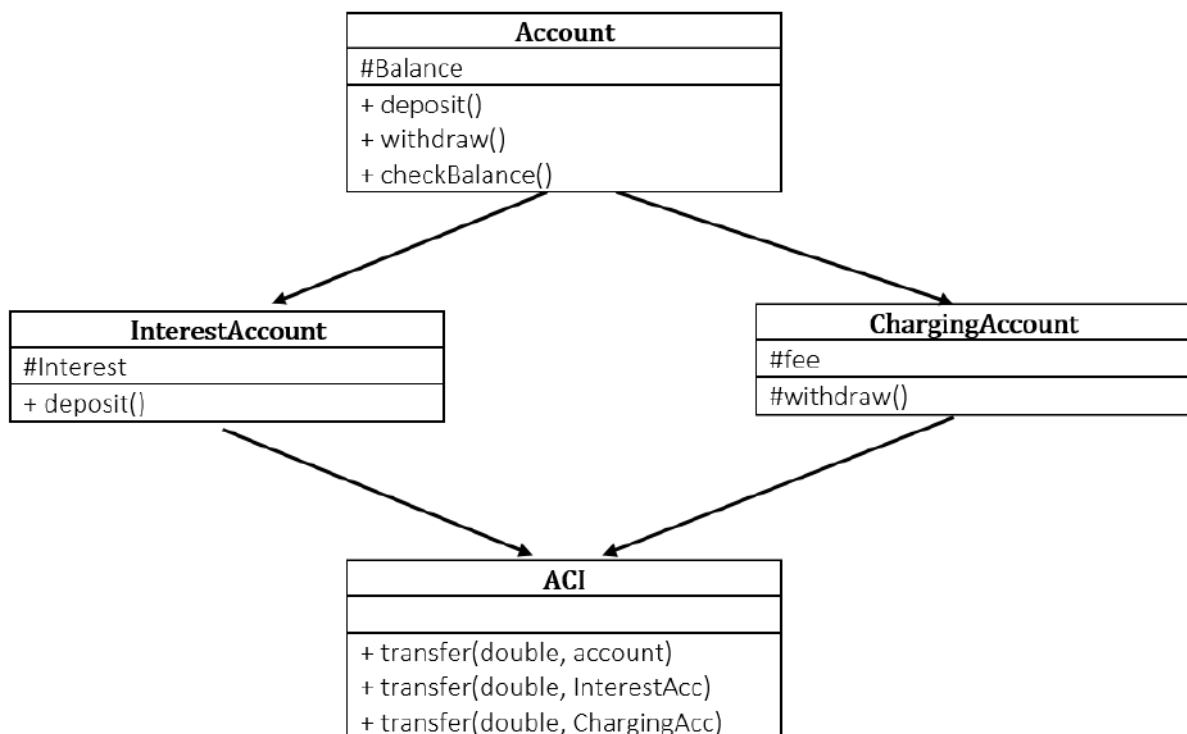 Account
#Balance
+ deposit()
+ withdraw()
+ checkBalance()
InterestAccount
#Interest
+ deposit()
ChargingAccount
#fee
#withdraw()
ACI
+ transfer(double, account)
+ transfer(double, InterestAcc)
+ transfer(double, ChargingAcc)